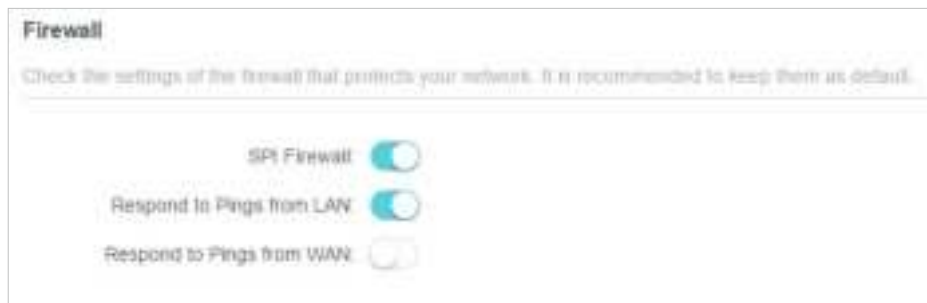 Firewall
Check the settings of the firewall that protects your network. It is recommended to keep them as default.
SPI Firewall:
Respond to Pings from LAN:
Respond to Pings from WAN: